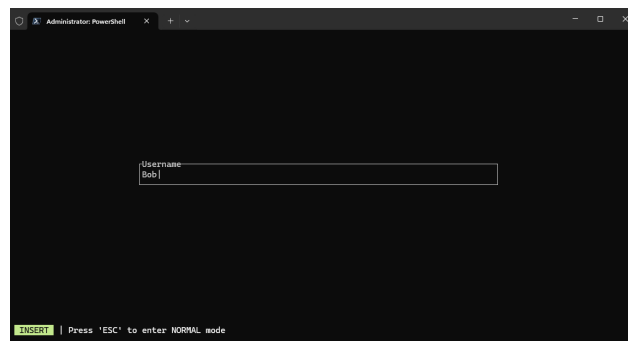 Administrator: PowerShell
Username
Bob
INSERT | Press 'ESC' to enter NORMAL mode